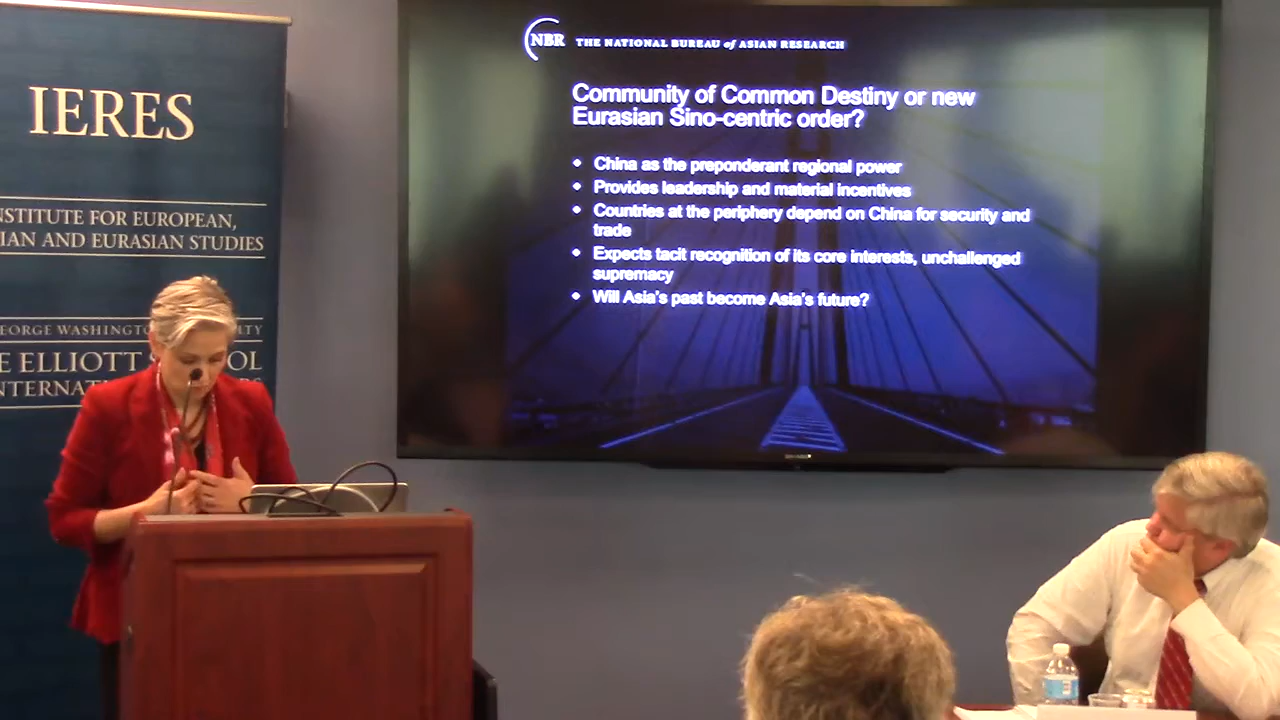 IERES
NSTITUTE FOR EUROPEAN,
IAN AND EURASIAN STUDIES
EORGE WASHINGTO ITY
E ELLIOTT S OL
NTERNATI
NBR THE NATIONAL BUREAU of ASIAN RESEARCH
Community of Common Destiny or new
Eurasian Sino-centric order?
• China as the preponderant regional power
• Provides leadership and material incentives
• Countries at the periphery depend on China for security and
trade
• Expects tacit recognition of its core interests, unchallenged
supremacy
• Will Asia's past become Asia's future?